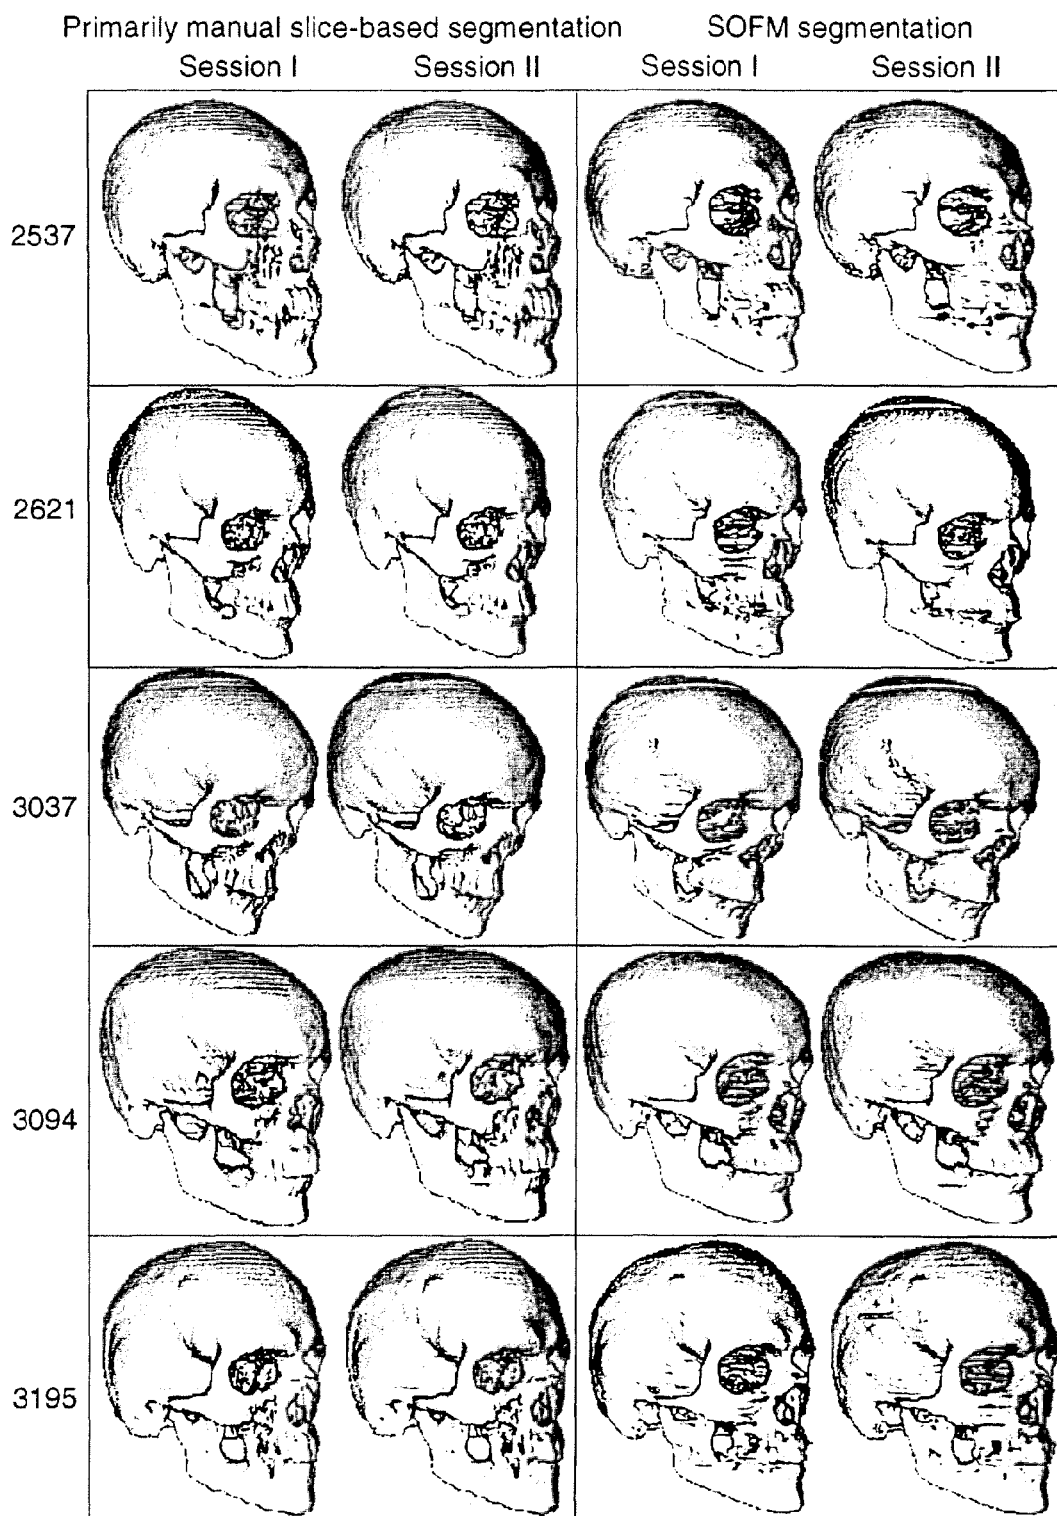 Primarily manual slice-based segmentation SOFM segmentation
Session I Session II Session I Session II
2537
2621
3037
3094
3195